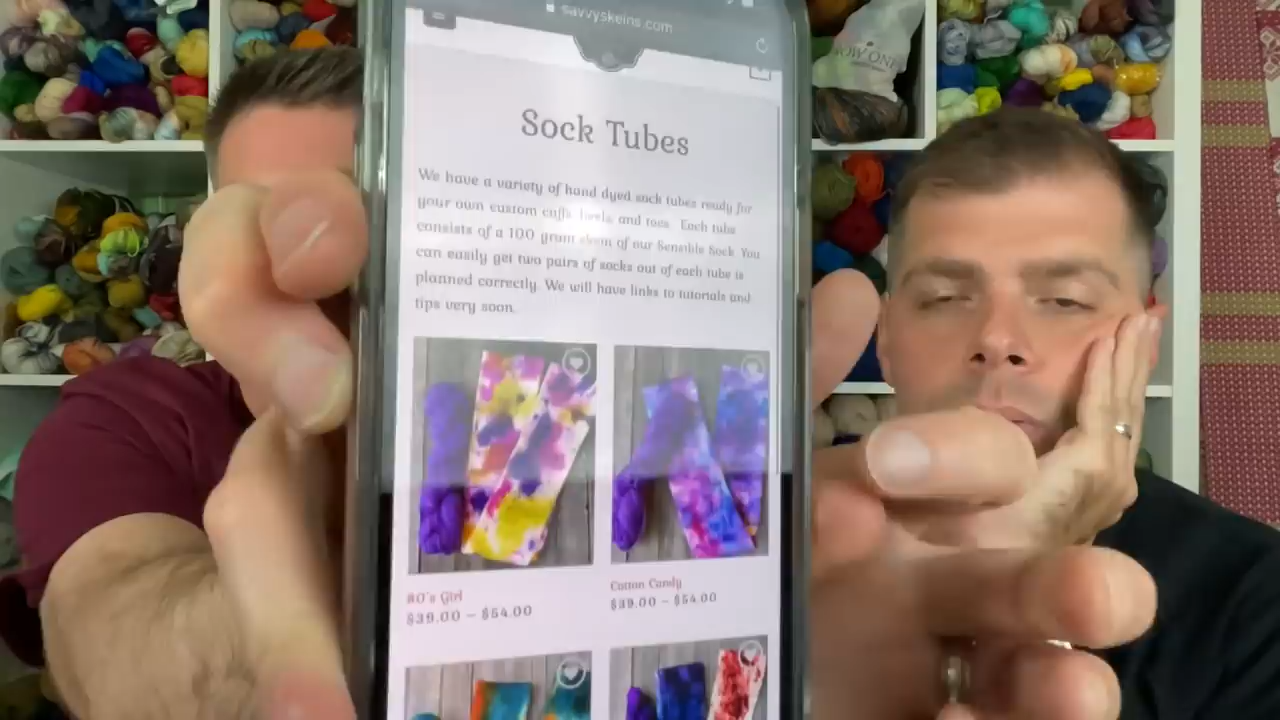 savvyskeins.com
Sock Tubes
We have a variety of hand dyed sock tubes ready for
your own custom cuffs, heels and toes. Each tube
consists of a 100 gram skein of our Sensible Sock. You
can easily get two pairs of socks out of each tube is
planned correctly. We will have links to tutorials and
tips very soon.
80's Girl
$39.00 – $54.00
Cotton Candy
$39.00 – $54.00